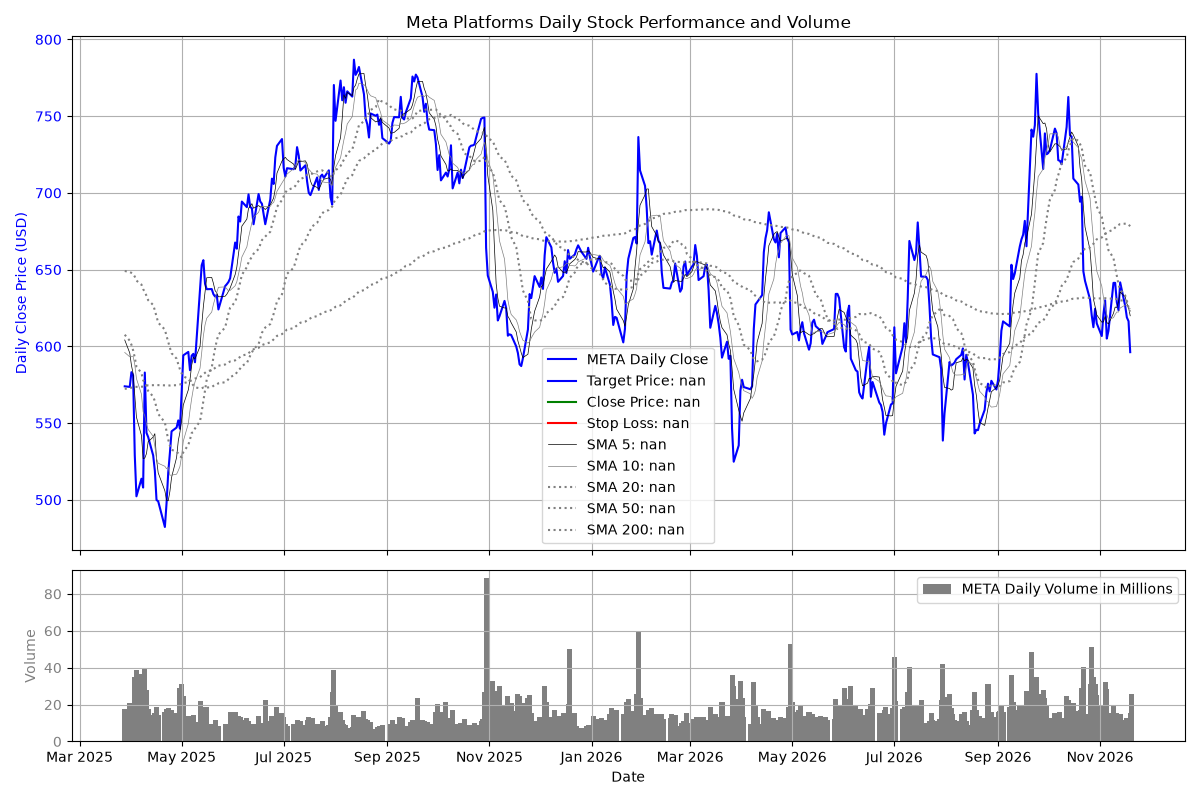 Meta Platforms Daily Stock Performance and Volume
Daily Close Price (USD)
800
750
700
650
600
550
500
META Daily Close
Target Price: nan
Close Price: nan
Stop Loss: nan
SMA 5: nan
SMA 10: nan
SMA 20: nan
SMA 50: nan
SMA 200: nan
Volume
80
60
40
20
0
META Daily Volume in Millions
Mar 2025
May 2025
Jul 2025
Sep 2025
Nov 2025
Jan 2026
Mar 2026
May 2026
Jul 2026
Sep 2026
Nov 2026
Date